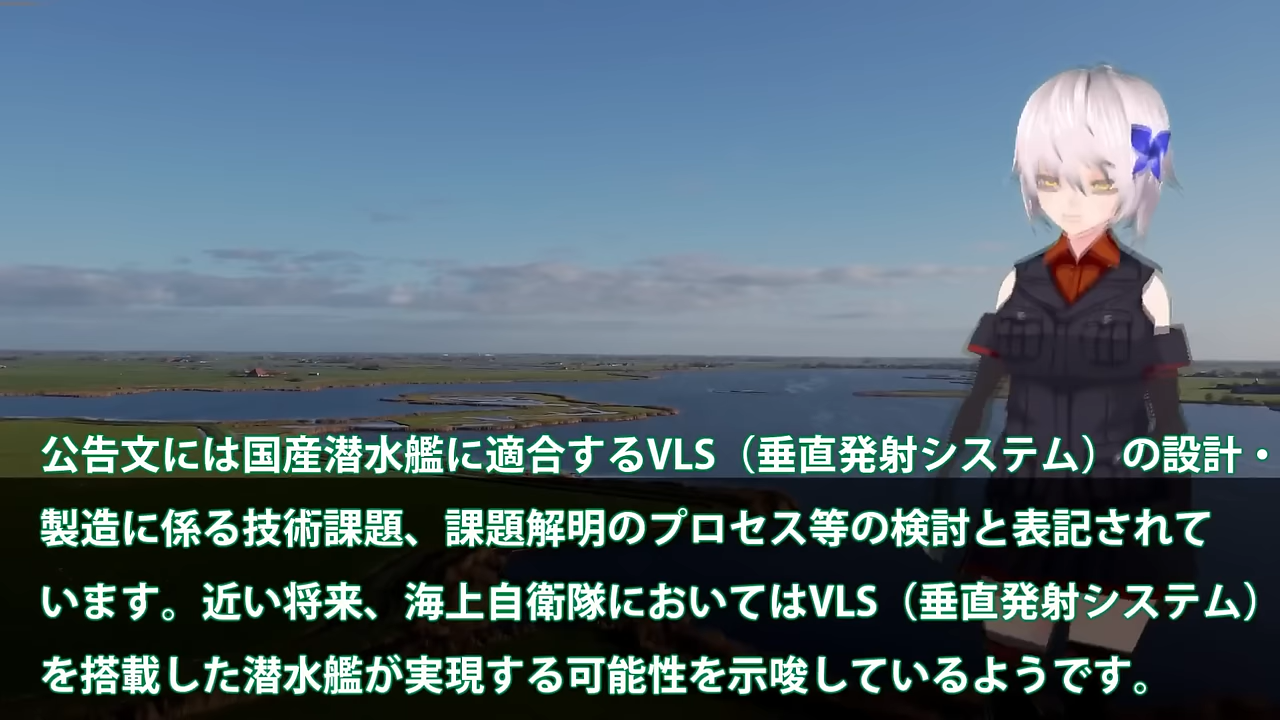 公告文には国産潜水艦に適合するVLS（垂直発射システム）の設計・
製造に係る技術課題、課題解明のプロセス等の検討と表記されて
います。近い将来、海上自衛隊においてはVLS（垂直発射システム）
を搭載した潜水艦が実現する可能性を示唆しているようです。